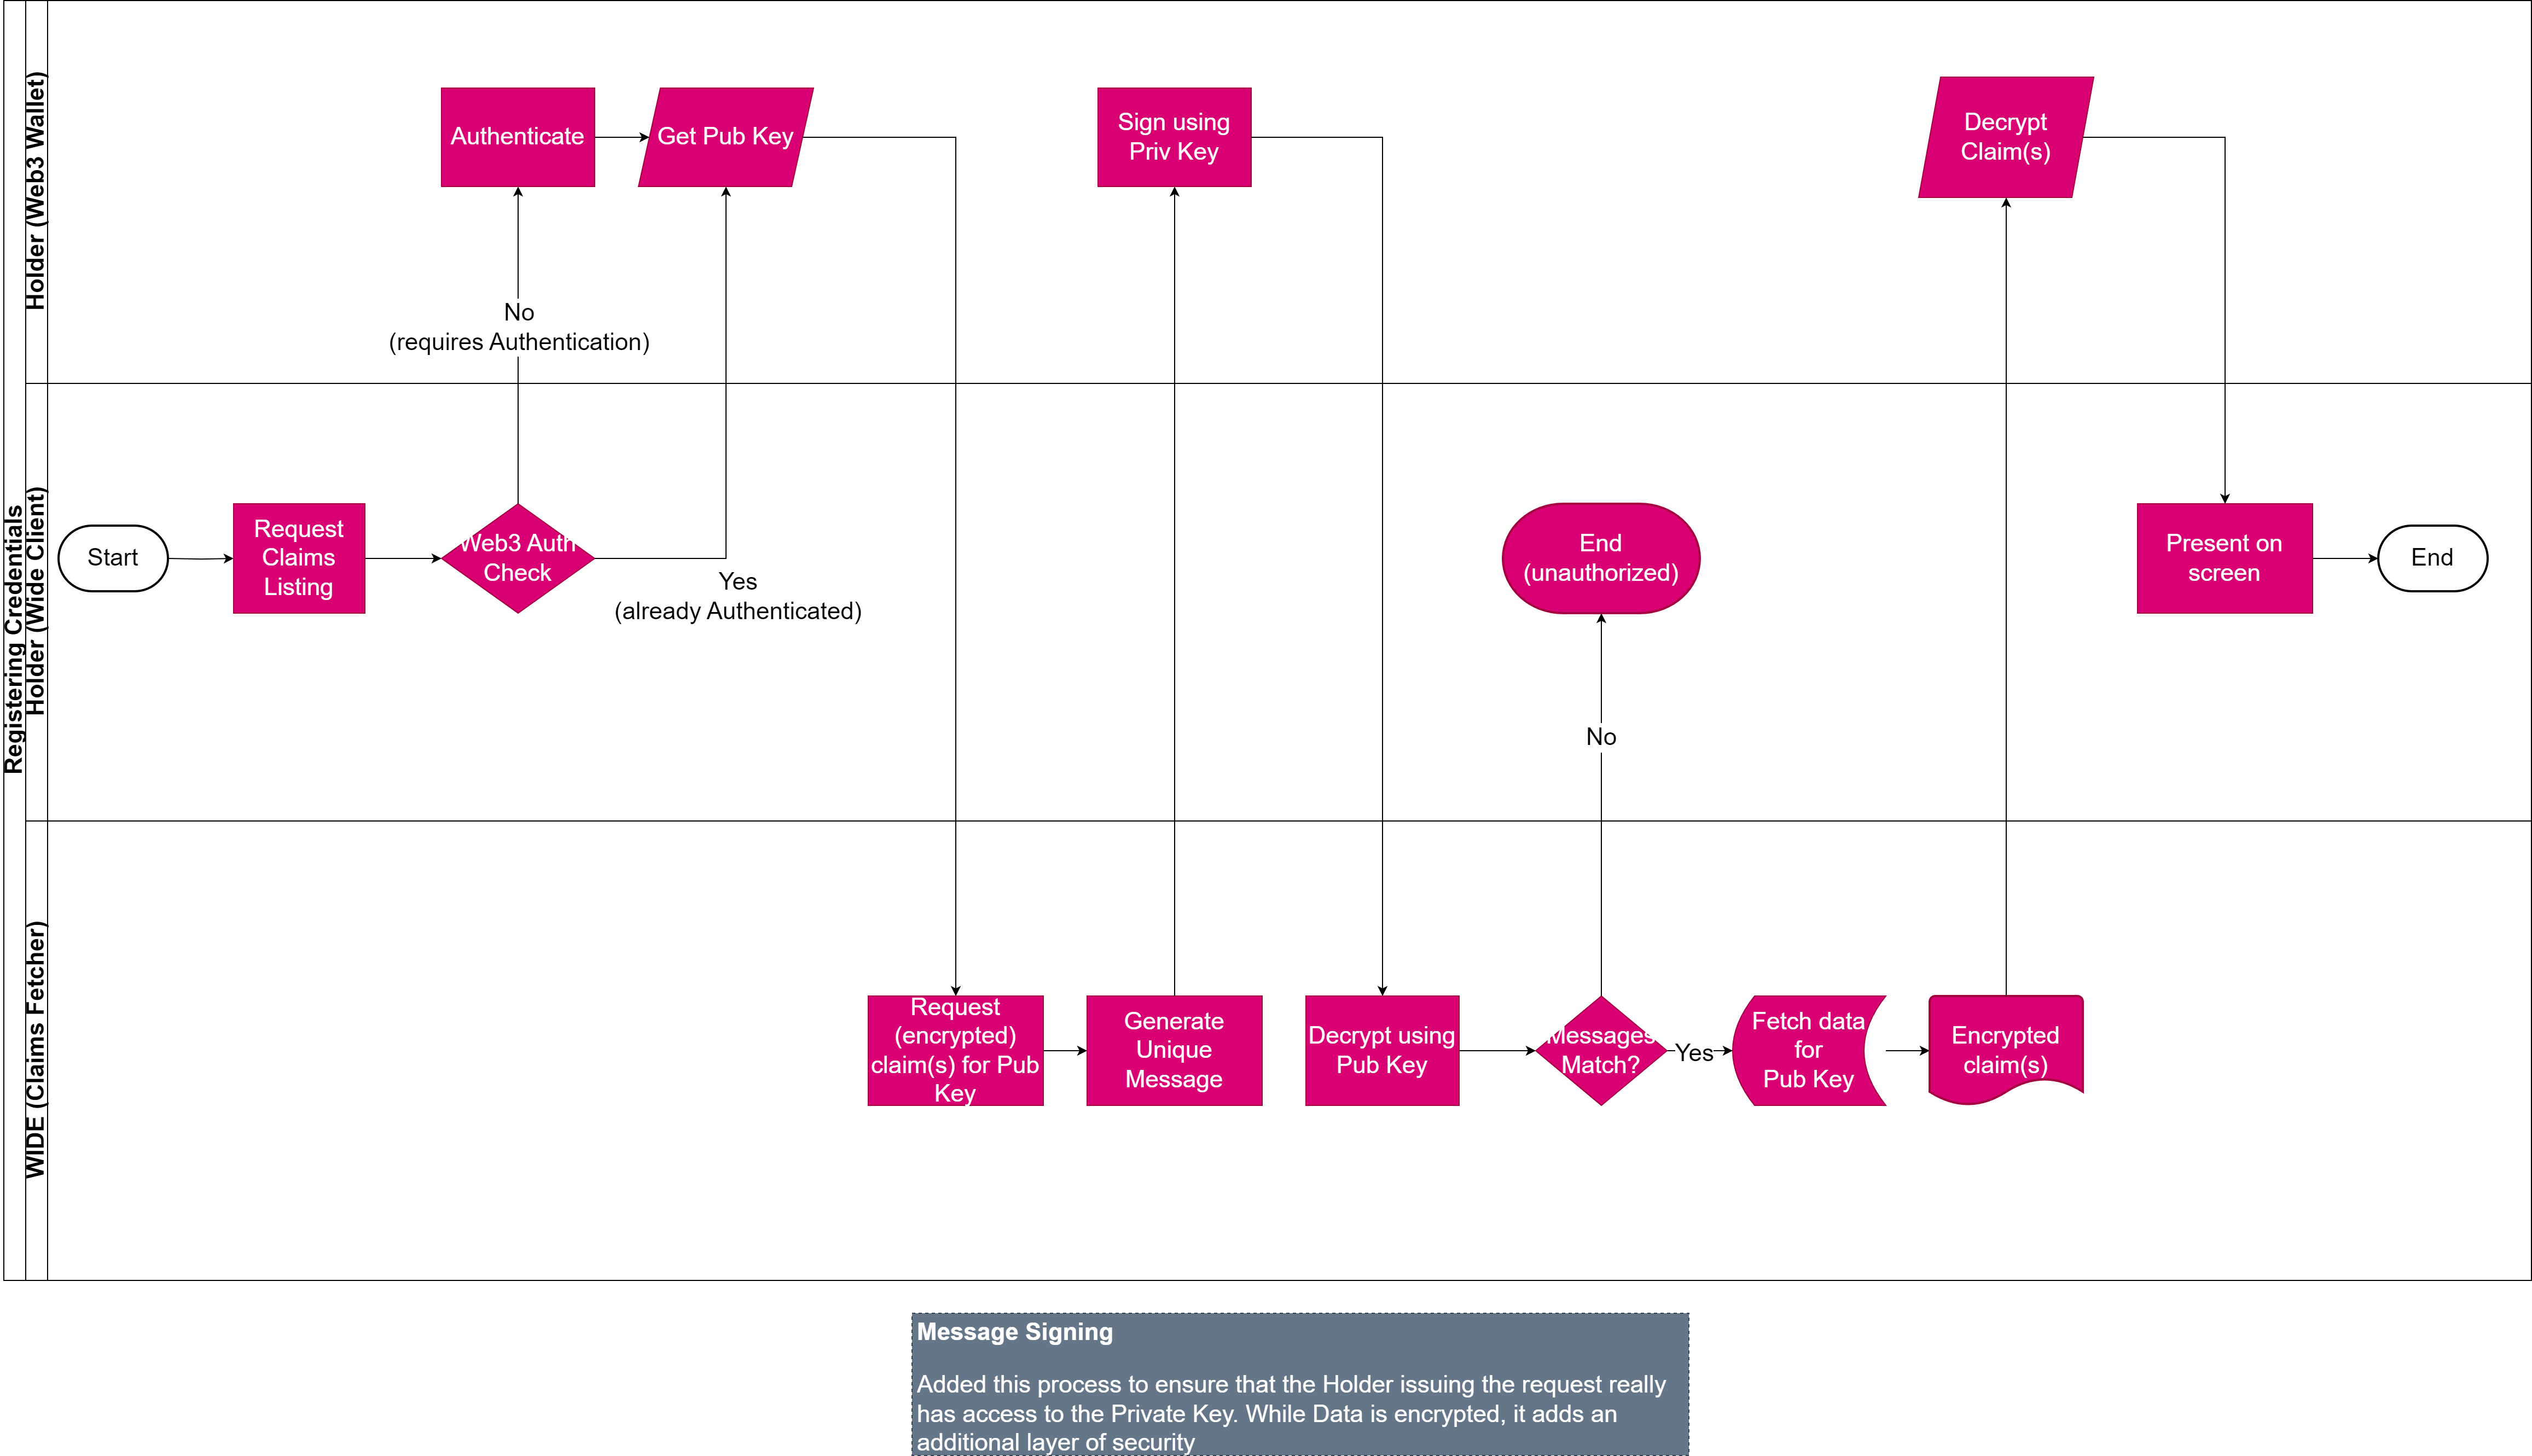 Registering Credentials
Holder (Web3 Wallet)
Authenticate
Get Pub Key
Sign using
Priv Key
Decrypt
Claim(s)
No
(requires Authentication)
Holder (Wide Client)
Start
Request
Claims
Listing
Web3 Auth
Check
Yes
(already Authenticated)
End
(unauthorized)
No
Present on
screen
End
WIDE (Claims Fetcher)
Request
(encrypted)
claim(s) for Pub
Key
Generate
Unique
Message
Decrypt using
Pub Key
Messages
Match?
Yes
Fetch data
for
Pub Key
Encrypted
claim(s)
Message Signing
Added this process to ensure that the Holder issuing the request really
has access to the Private Key. While Data is encrypted, it adds an
additional layer of security